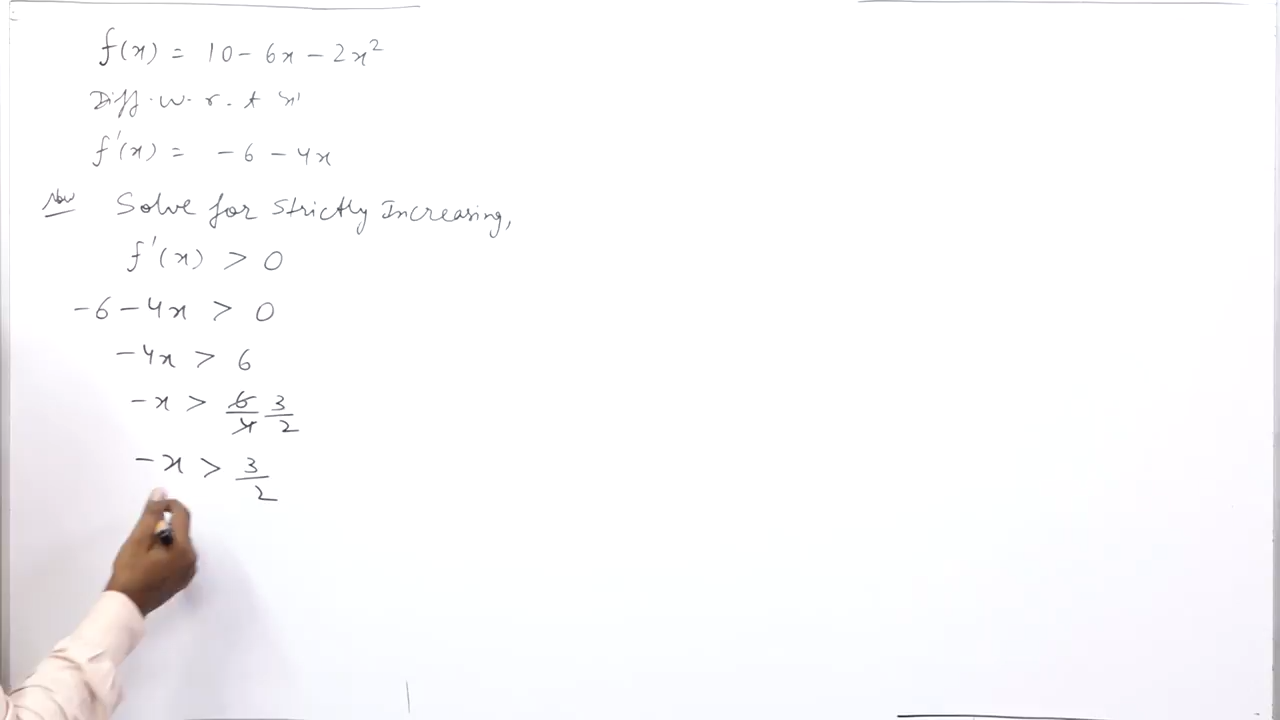 f(x) = 10 - 6x - 2x²
Diff. w. r. t 'x'
f'(x) = - 6 - 4x
Now Solve for Strictly Increasing,
f'(x) > 0
-6 - 4x > 0
-4x > 6
-x > 6/4 3/2
-x > 3/2